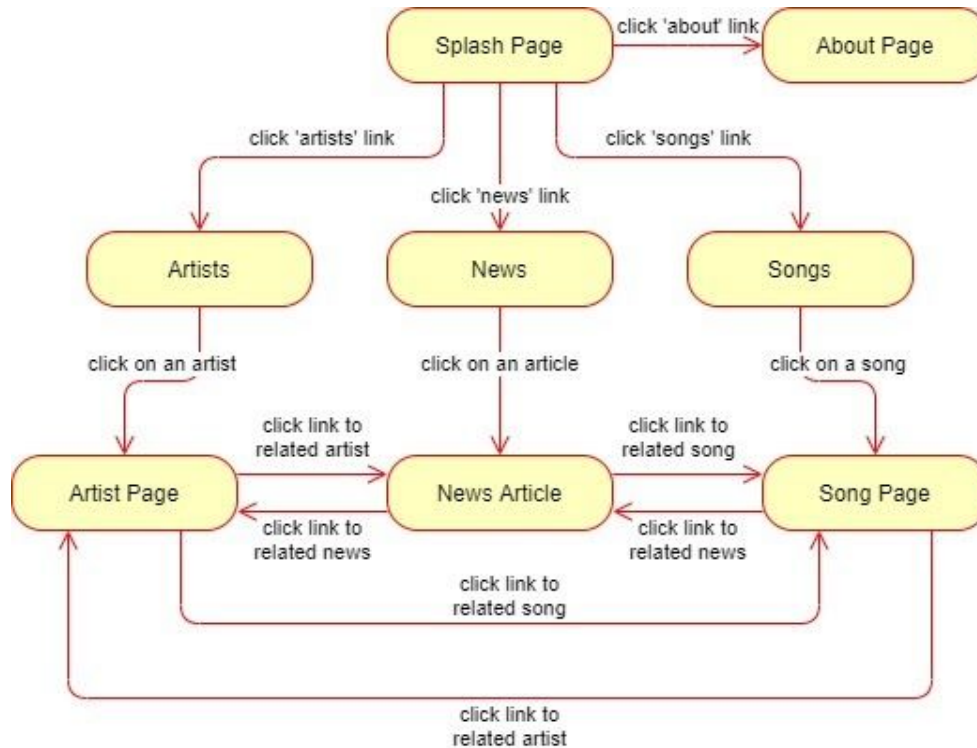 click 'about' link
Splash Page
About Page
click 'artists' link
click 'songs' link
click 'news' link
Artists
News
Songs
click on an artist
click on an article
click on a song
click link to
related artist
click link to
related song
Artist Page
News Article
Song Page
click link to
related news
click link to
related news
click link to
related song
click link to
related artist